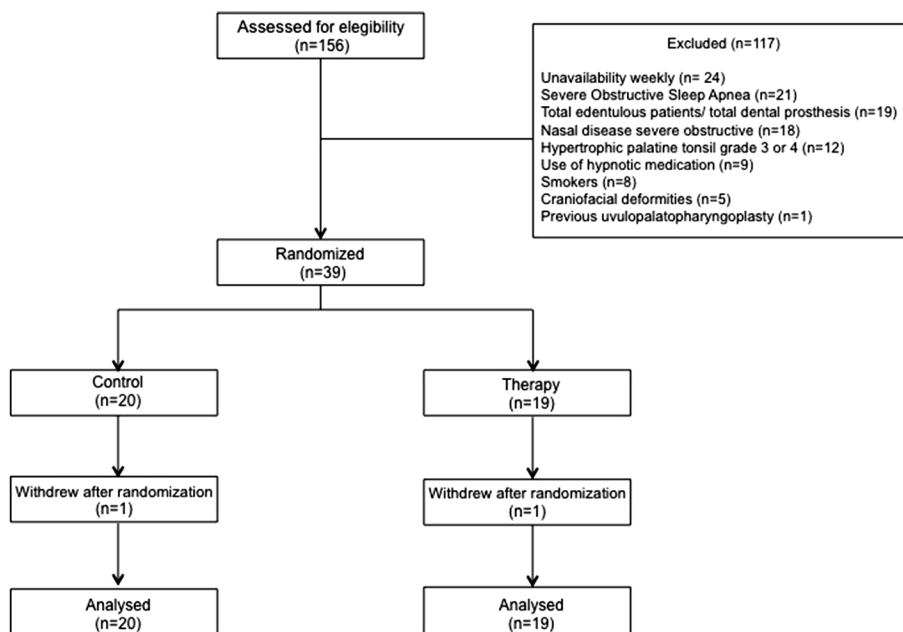 Assessed for elegibility
(n=156)
Excluded (n=117)
Unavailability weekly (n= 24)
Severe Obstructive Sleep Apnea (n=21)
Total edentulous patients/ total dental prosthesis (n=19)
Nasal disease severe obstructive (n=18)
Hypertrophic palatine tonsil grade 3 or 4 (n=12)
Use of hypnotic medication (n=9)
Smokers (n=8)
Craniofacial deformities (n=5)
Previous uvulopalatopharyngoplasty (n=1)
Randomized
(n=39)
Control
(n=20)
Therapy
(n=19)
Withdrew after randomization
(n=1)
Withdrew after randomization
(n=1)
Analysed
(n=20)
Analysed
(n=19)